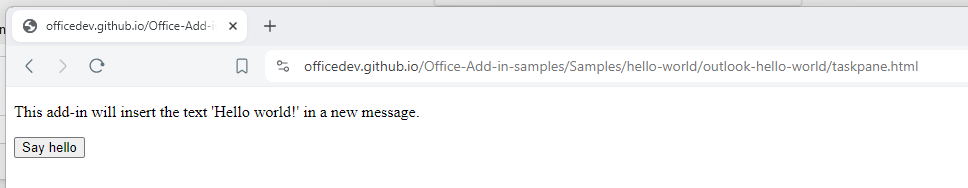 officedev.github.io/Office-Add-i
officedev.github.io/Office-Add-in-samples/Samples/hello-world/outlook-hello-world/taskpane.html
This add-in will insert the text 'Hello world!' in a new message.
Say hello